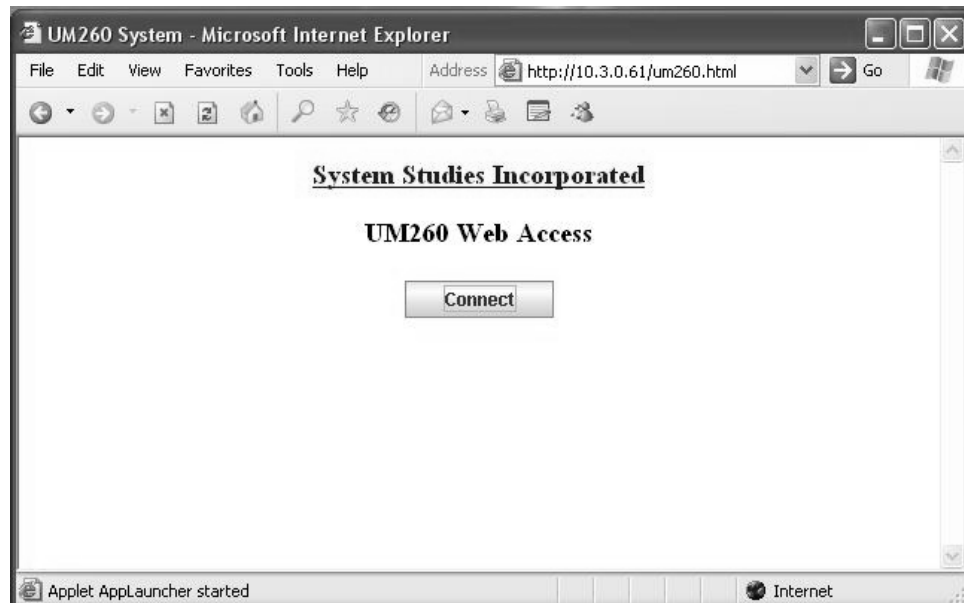 UM260 System - Microsoft Internet Explorer
File Edit View Favorites Tools Help Address http://10.3.0.61/um260.html Go
System Studies Incorporated
UM260 Web Access
Connect
Applet AppLauncher started Internet